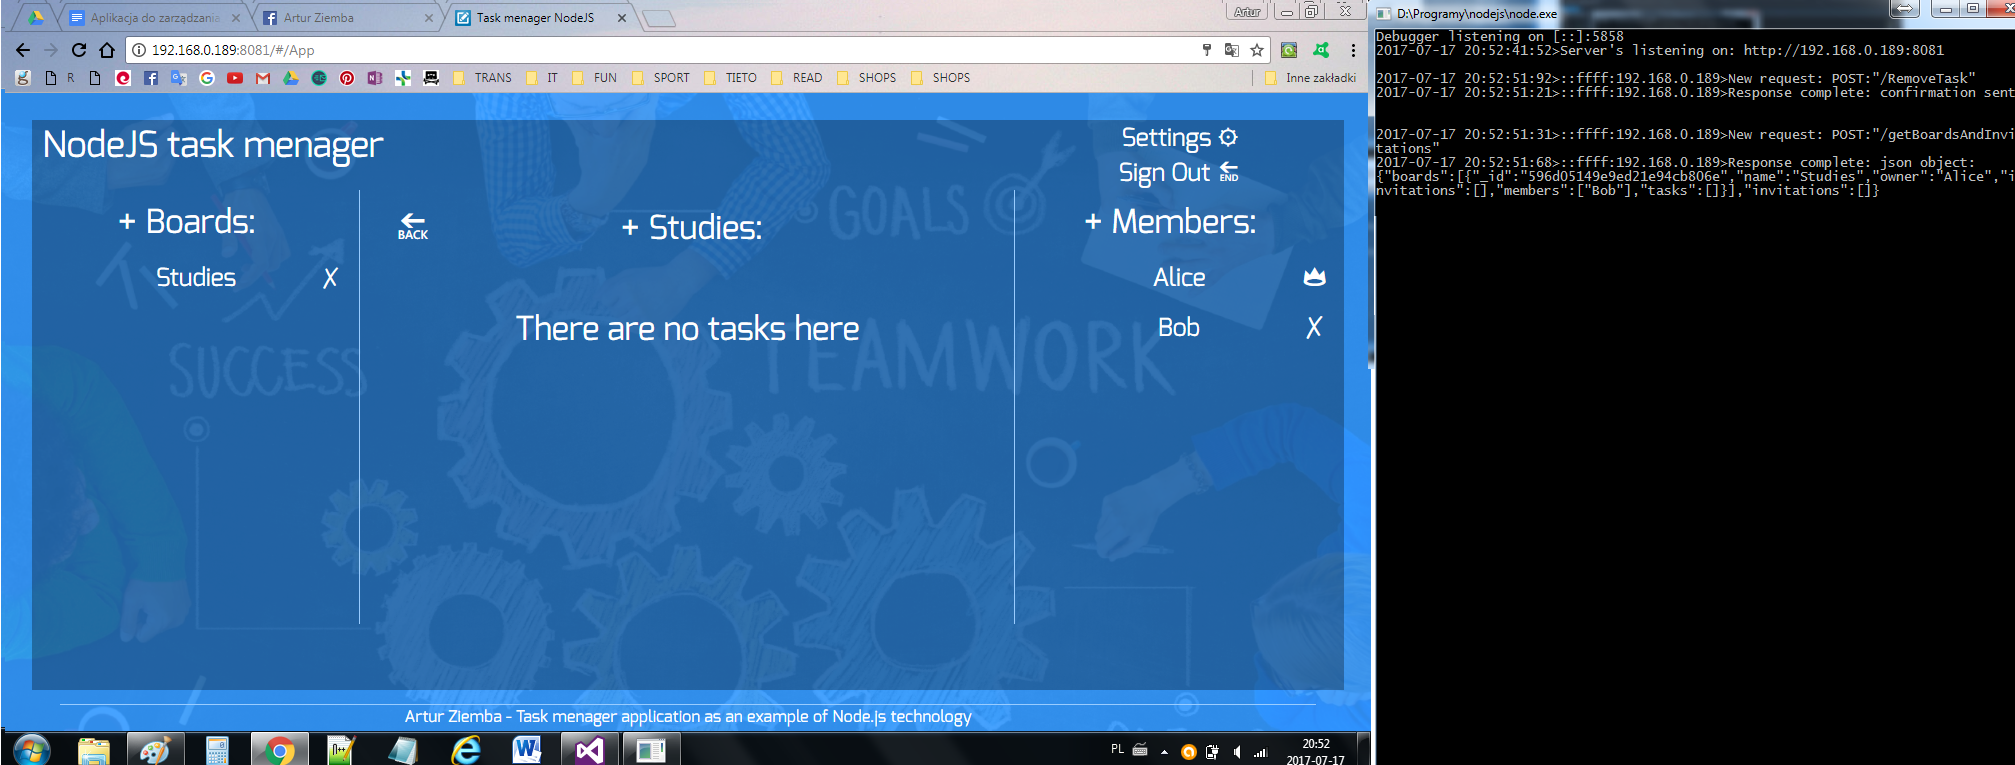 Aplikacja do zarządzania
Artur Ziemba
Task menager NodeJS
Artur
192.168.0.189:8081/#/App
R
TRANS
IT
FUN
SPORT
TIETO
READ
SHOPS
SHOPS
Inne zakładki
NodeJS task menager
Settings
Sign Out
END
+ Boards:
Studies X
BACK
+ Studies:
There are no tasks here
+ Members:
Alice
Bob X
GOALS
SUCCESS
TEAMWORK
Artur Ziemba - Task menager application as an example of Node.js technology
N++
PL
20:52
2017-07-17
D:\Programy\nodejs\node.exe
Debugger listening on [::]:5858
2017-07-17 20:52:41:52>Server's listening on: http://192.168.0.189:8081
2017-07-17 20:52:51:92>::ffff:192.168.0.189>New request: POST:"/RemoveTask"
2017-07-17 20:52:51:21>::ffff:192.168.0.189>Response complete: confirmation sent
2017-07-17 20:52:51:31>::ffff:192.168.0.189>New request: POST:"/getBoardsAndInvi
tations"
2017-07-17 20:52:51:68>::ffff:192.168.0.189>Response complete: json object:
{"boards":[{"_id":"596d05149e9ed21e94cb806e","name":"Studies","owner":"Alice","i
nvitations":[],"members":["Bob"],"tasks":[]}],"invitations":[]}